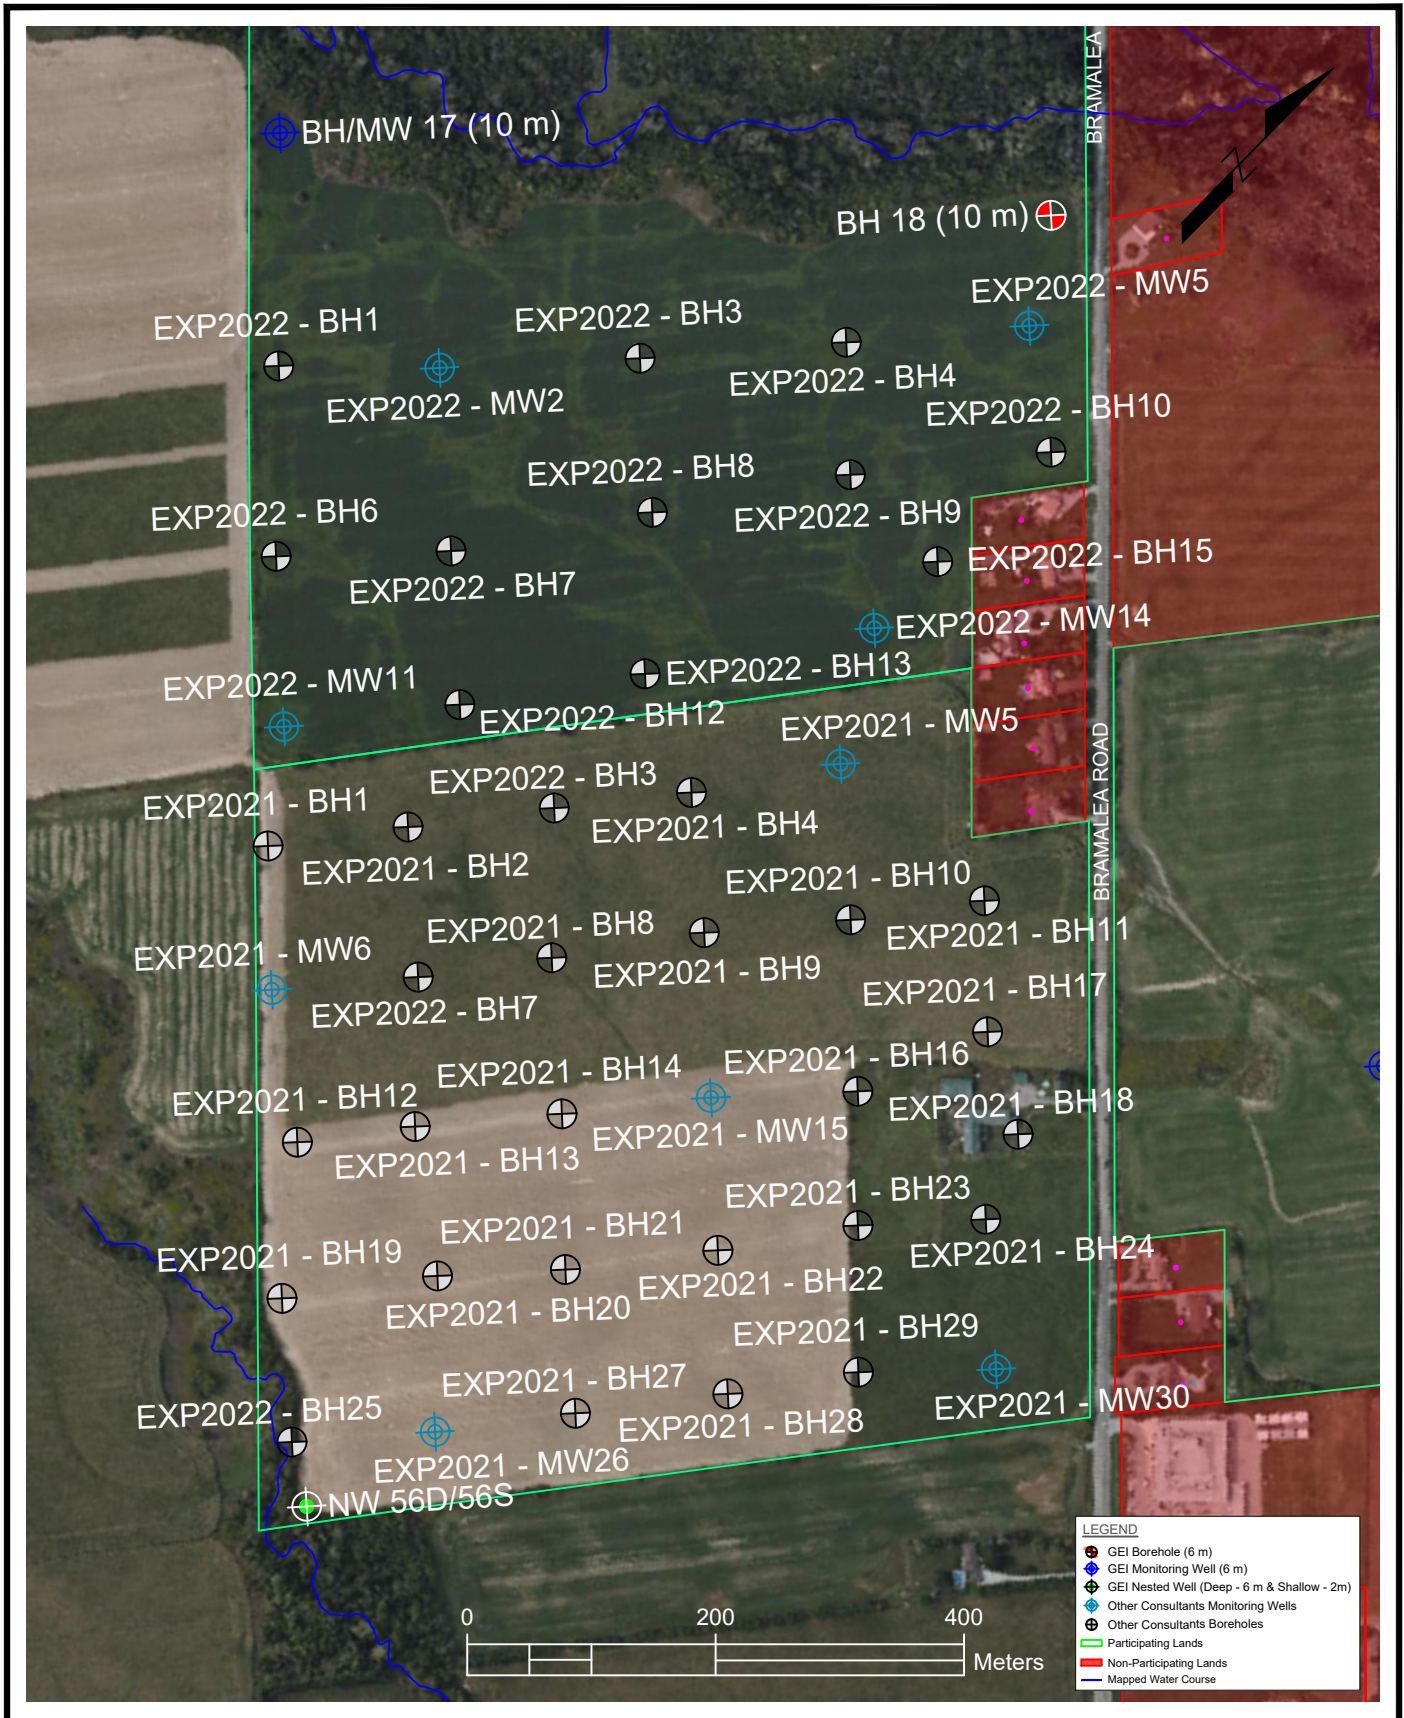 BRAMALEA
BH/MW 17 (10 m)
N
BH 18 (10 m)
EXP2022 - MW5
EXP2022 - BH1
EXP2022 - BH3
EXP2022 - BH4
EXP2022 - MW2
EXP2022 - BH10
EXP2022 - BH8
EXP2022 - BH6
EXP2022 - BH9
EXP2022 - BH15
EXP2022 - BH7
EXP2022 - MW14
EXP2022 - BH13
EXP2022 - MW11
EXP2022 - BH12
EXP2021 - MW5
BRAMALEA ROAD
EXP2022 - BH3
EXP2021 - BH1
EXP2021 - BH4
EXP2021 - BH2
EXP2021 - BH10
EXP2021 - BH8
EXP2021 - BH11
EXP2021 - MW6
EXP2021 - BH9
EXP2021 - BH17
EXP2022 - BH7
EXP2021 - BH16
EXP2021 - BH14
EXP2021 - BH12
EXP2021 - BH18
EXP2021 - MW15
EXP2021 - BH13
EXP2021 - BH23
EXP2021 - BH21
EXP2021 - BH24
EXP2021 - BH19
EXP2021 - BH22
EXP2021 - BH20
EXP2021 - BH29
EXP2021 - BH27
EXP2021 - MW30
EXP2022 - BH25
EXP2021 - BH28
EXP2021 - MW26
NW 56D/56S
0 200 400
Meters
LEGEND
GEI Borehole (6 m)
GEI Monitoring Well (6 m)
GEI Nested Well (Deep - 6 m & Shallow - 2m)
Other Consultants Monitoring Wells
Other Consultants Boreholes
Participating Lands
Non-Participating Lands
Mapped Water Course